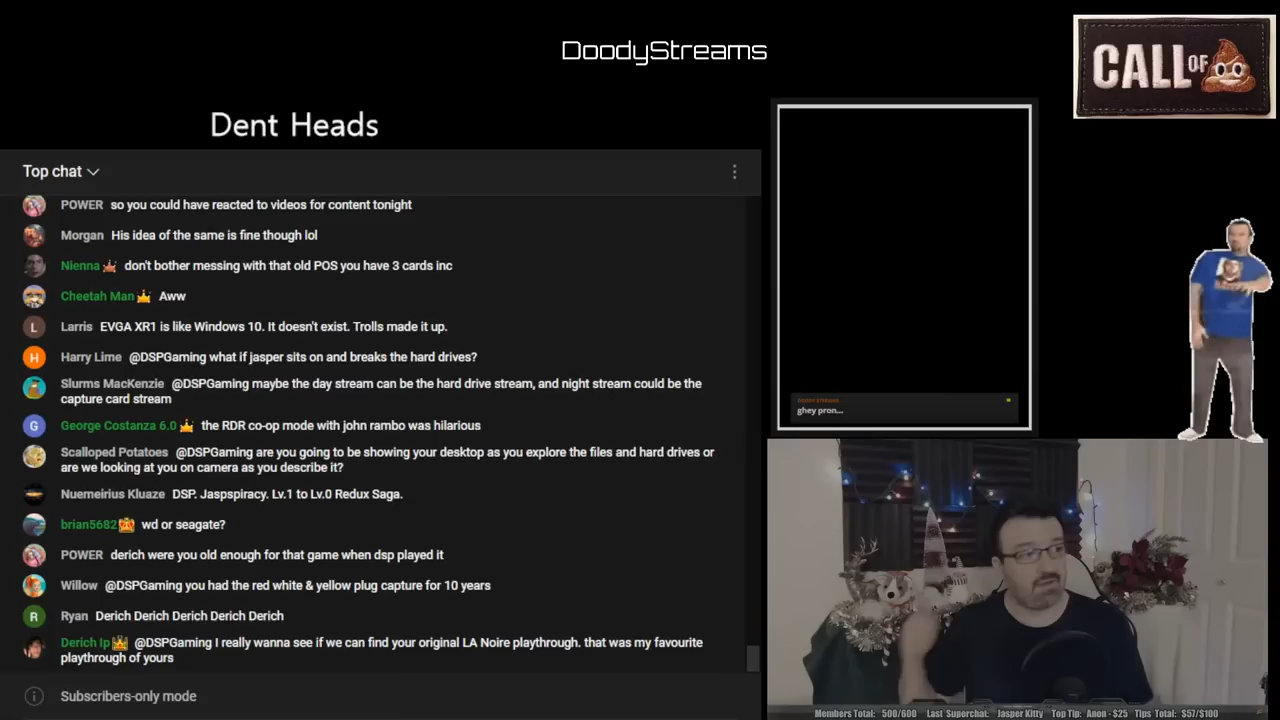 DoodyStreams
CALL OF
Dent Heads
Top chat
POWER so you could have reacted to videos for content tonight
Morgan His idea of the same is fine though lol
Nienna don't bother messing with that old POS you have 3 cards inc
Cheetah Man Aww
L Larris EVGA XR1 is like Windows 10. It doesn't exist. Trolls made it up.
H Harry Lime @DSPGaming what if jasper sits on and breaks the hard drives?
Slurms MacKenzie @DSPGaming maybe the day stream can be the hard drive stream, and night stream could be the
capture card stream
G George Costanza 6.0 the RDR co-op mode with john rambo was hilarious
Scalloped Potatoes @DSPGaming are you going to be showing your desktop as you explore the files and hard drives or
are we looking at you on camera as you describe it?
Nuemeirius Kluaze DSP. Jaspspiracy. Lv.1 to Lv.0 Redux Saga.
brian5682 wd or seagate?
POWER derich were you old enough for that game when dsp played it
Willow @DSPGaming you had the red white & yellow plug capture for 10 years
R Ryan Derich Derich Derich Derich Derich
Derich Ip @DSPGaming I really wanna see if we can find your original LA Noire playthrough. that was my favourite
playthrough of yours
Subscribers-only mode
DOODY STREAMS
ghey pron...
Members Total: 500/600 Last Superchat: Jasper Kitty Top Tip: Anon - $25 Tips Total: $57/$100